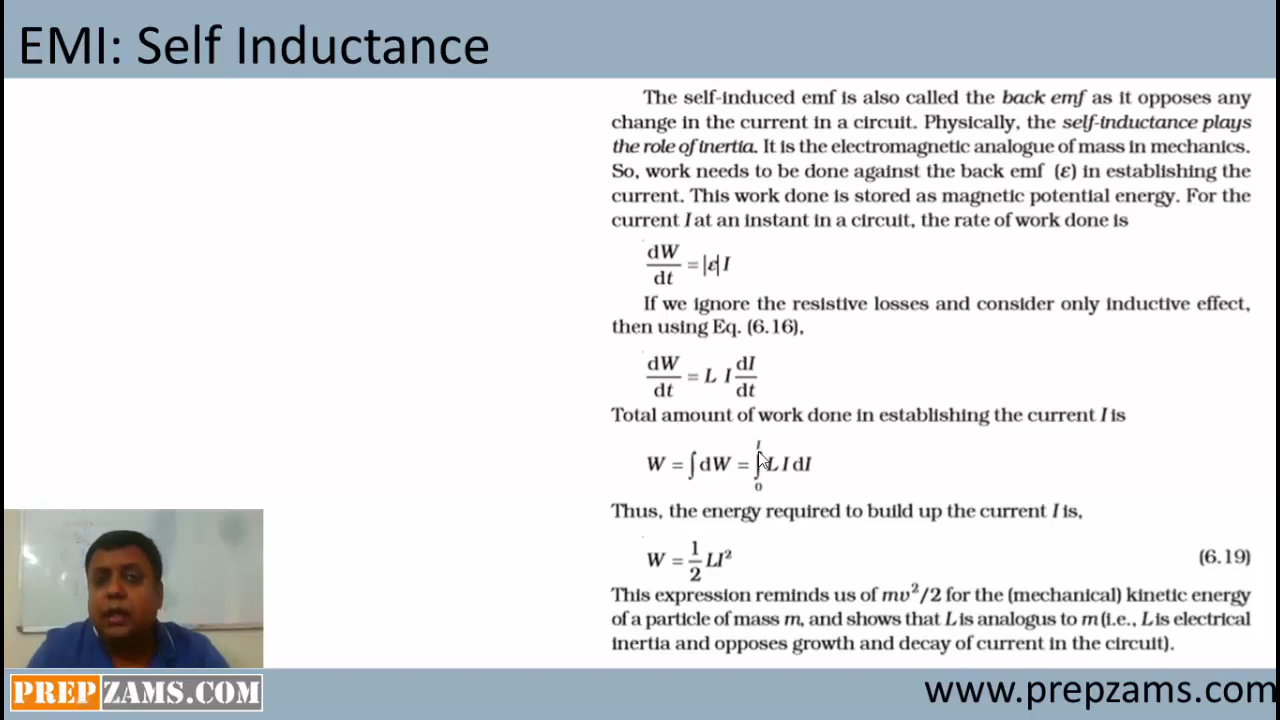 EMI: Self Inductance
The self-induced emf is also called the back emf as it opposes any
change in the current in a circuit. Physically, the self-inductance plays
the role of inertia. It is the electromagnetic analogue of mass in mechanics.
So, work needs to be done against the back emf (ε) in establishing the
current. This work done is stored as magnetic potential energy. For the
current I at an instant in a circuit, the rate of work done is
dW/dt = |ε| I
If we ignore the resistive losses and consider only inductive effect,
then using Eq. (6.16),
dW/dt = L I dI/dt
Total amount of work done in establishing the current I is
W = ∫ dW = ∫₀ᴵ L I dI
Thus, the energy required to build up the current I is,
W = 1/2 LI² (6.19)
This expression reminds us of mv²/2 for the (mechanical) kinetic energy
of a particle of mass m, and shows that L is analogus to m (i.e., L is electrical
inertia and opposes growth and decay of current in the circuit).
PREPZAMS.COM
www.prepzams.com